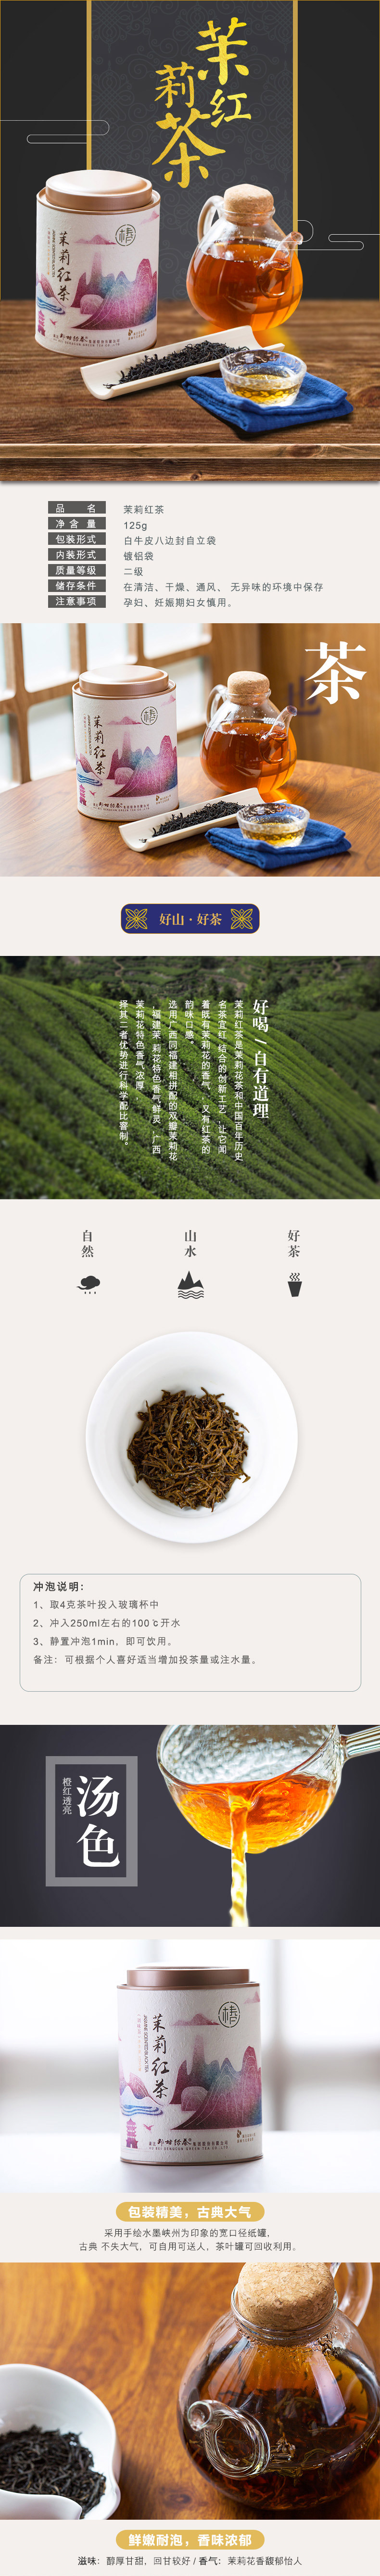 茉莉
红茶
茉莉红茶
茉莉红茶
品名
茉莉红茶
净含量
125g
包装形式
白牛皮八边封自立袋
内装形式
镀铝袋
质量等级
二级
储存条件
在清洁、干燥、通风、 无异味的环境中保存
注意事项
孕妇、妊娠期妇女慎用。
茶
茉莉红茶
好山·好茶
好喝/自有道理
茉莉红茶是茉莉花茶和中国百年历史
名茶宜红,结合的创新工艺,让它闻
着既有茉莉花的香气,又有红茶的
韵味口感。
选用广西同福建相拼配的双瓣茉莉花
,福建茉 莉花特色香气鲜灵,广西
茉莉花特色香气浓厚,
择其二者优势进行科学配比窨制。
自然
山水
好茶
冲泡说明:
1、取4克茶叶投入玻璃杯中
2、冲入250ml左右的100℃开水
3、静置冲泡1min,即可饮用。
备注:可根据个人喜好适当增加投茶量或注水量。
橙红透亮
汤色
茉莉红茶
包装精美,古典大气
采用手绘水墨峡州为印象的宽口径纸罐,
古典 不失大气,可自用可送人,茶叶罐可回收利用。
鲜嫩耐泡,香味浓郁
滋味:醇厚甘甜,回甘较好 / 香气:茉莉花香馥郁怡人